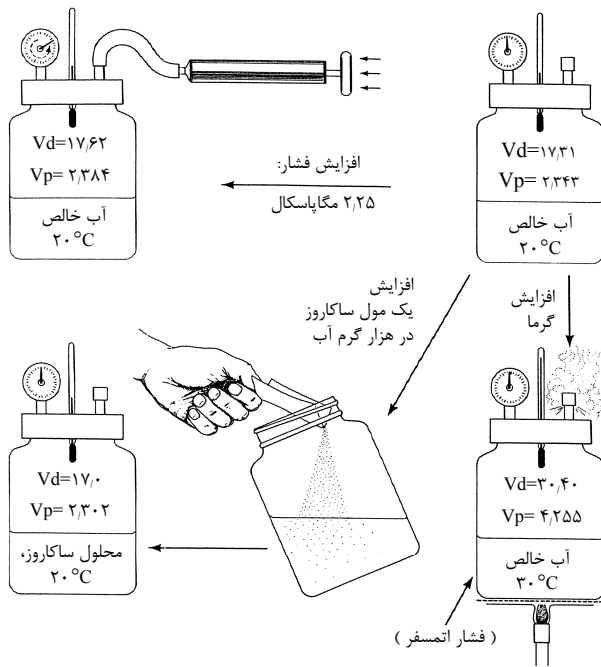 Vd=۱۷٫۶۲
Vp= ۲٫۳۸۴
آب خالص
۲۰ °C
افزایش فشار:
۲٫۲۵ مگاپاسکال
Vd=۱۷٫۳۱
Vp= ۲٫۳۴۳
آب خالص
۲۰ °C
افزایش
یک مول ساکاروز
در هزار گرم آب
افزایش
گرما
Vd=۱۷٫۰
Vp= ۲٫۳۰۲
محلول ساکاروز،
۲۰ °C
Vd=۳۰٫۴۰
Vp= ۴٫۲۵۵
آب خالص
۳۰ °C
( فشار اتمسفر )